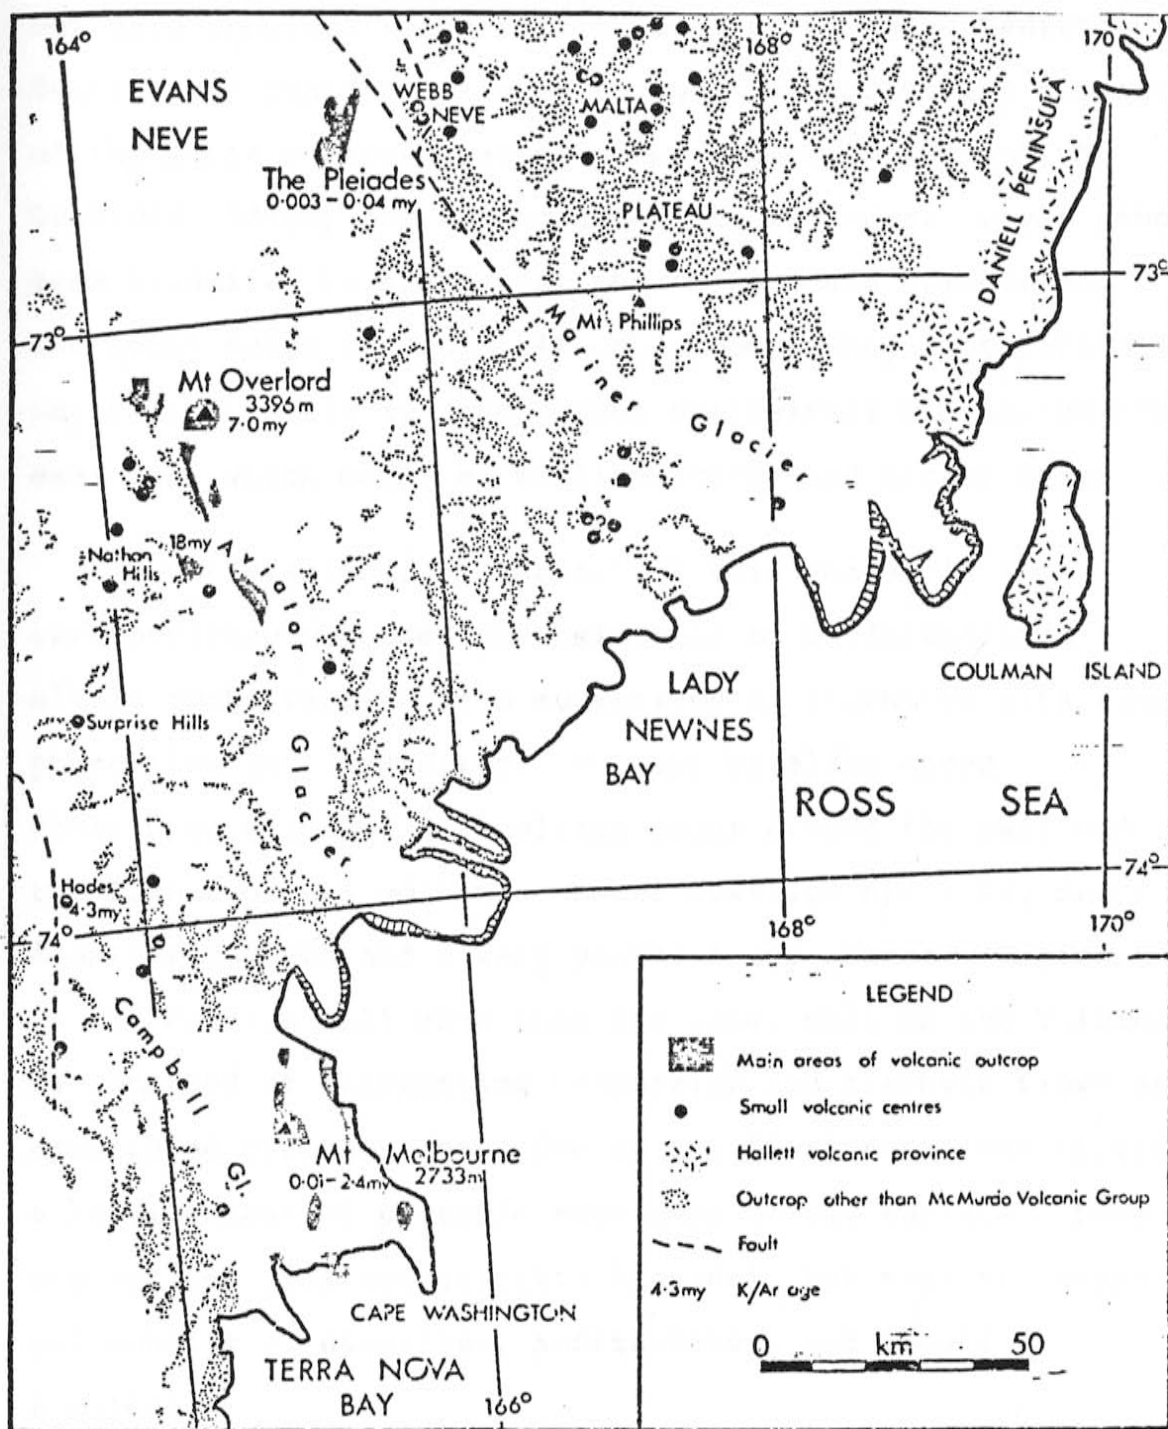 164°
168°
170°
EVANS
NEVE
WEBB
NEVE
MALTA
PLATEAU
DANIELL PENINSULA
The Pleiades
0·003–0·04 my
73°
73°
Mt Phillips
Mariner Glacier
Mt Overlord
3396m
7·0my
Nathan
Hills
18my
Aviator Glacier
Surprise Hills
COULMAN ISLAND
LADY
NEWNES
BAY
ROSS SEA
Hades
4·3my
74°
74°
168°
170°
Campbell Gl.
Mt Melbourne
0·01–2·4my
2733m
CAPE WASHINGTON
TERRA NOVA
BAY
166°
LEGEND
Main areas of volcanic outcrop
Small volcanic centres
Hallett volcanic province
Outcrop other than McMurdo Volcanic Group
Fault
4·3my K/Ar age
0 km 50